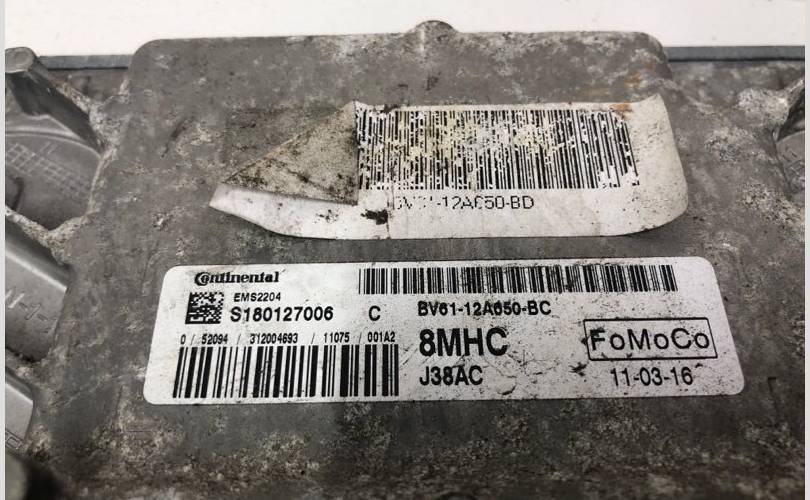 BV61-12A650-BD
Continental
EMS2204
S180127006 C BV61-12A650-BC
0 / 52094 / 312004693 / 11075 / 001A2
8MHC
FoMoCo
J38AC
11-03-16